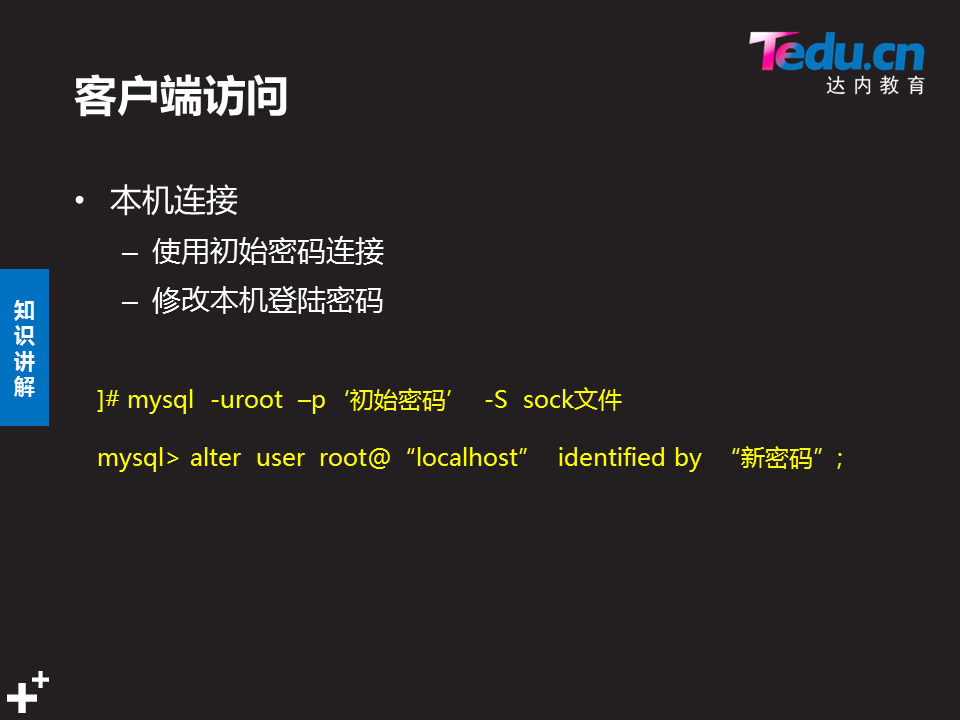 Tedu.cn
达内教育
客户端访问
• 本机连接
– 使用初始密码连接
– 修改本机登陆密码
知识讲解
]# mysql -uroot –p ‘初始密码’ -S sock文件
mysql> alter user root@“localhost” identified by “新密码”;